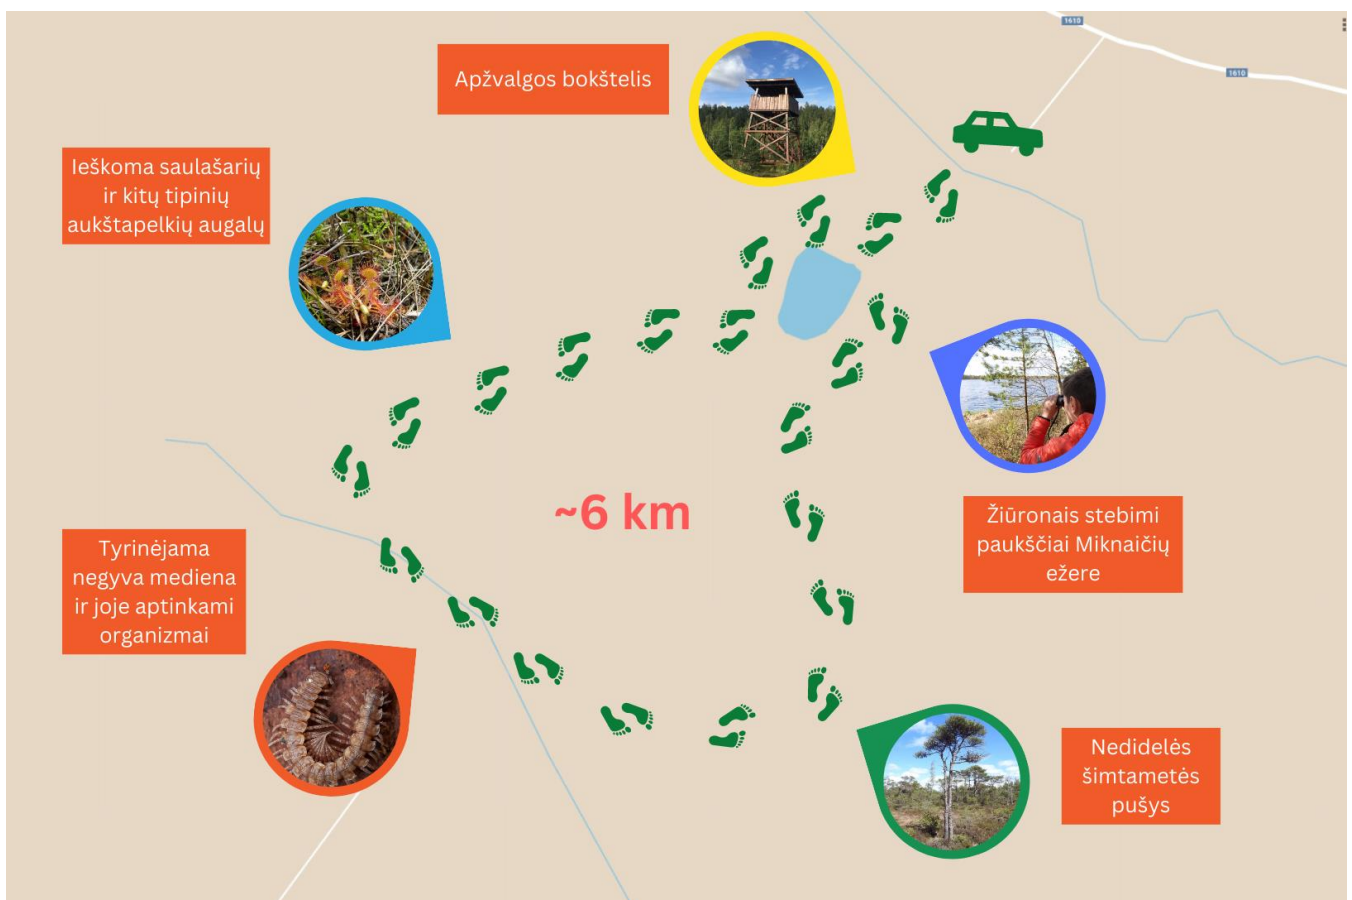 1610
1610
Apžvalgos bokštelis
Ieškoma saulašarių
ir kitų tipinių
aukštapelkių augalų
~6 km
Žiūronais stebimi
paukščiai Miknaičių
ežere
Tyrinėjama
negyva mediena
ir joje aptinkami
organizmai
Nedidelės
šimtametės
pušys